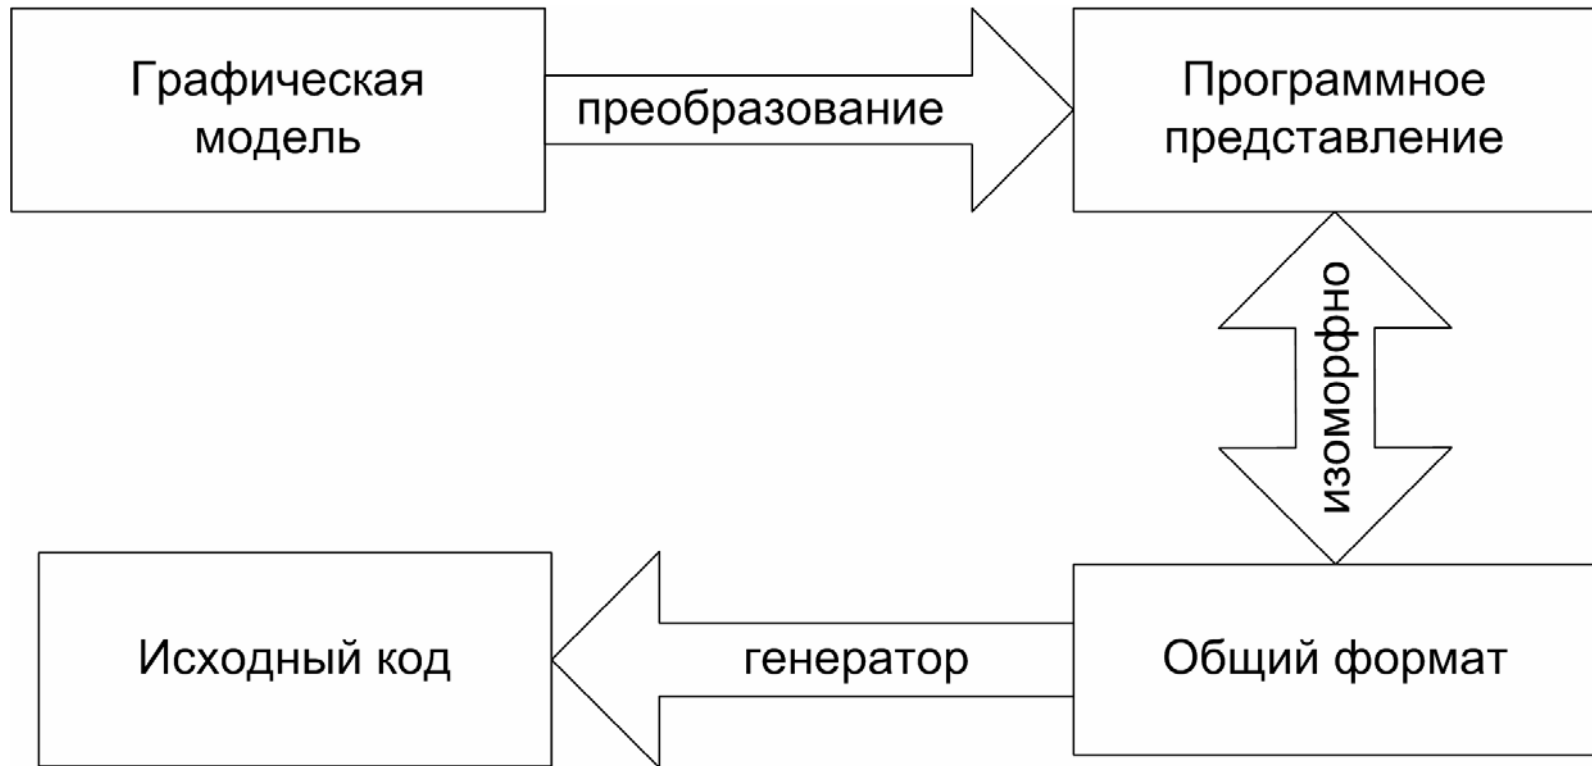 Графическая
модель
преобразование
Программное
представление
изоморфно
Общий формат
генератор
Исходный код